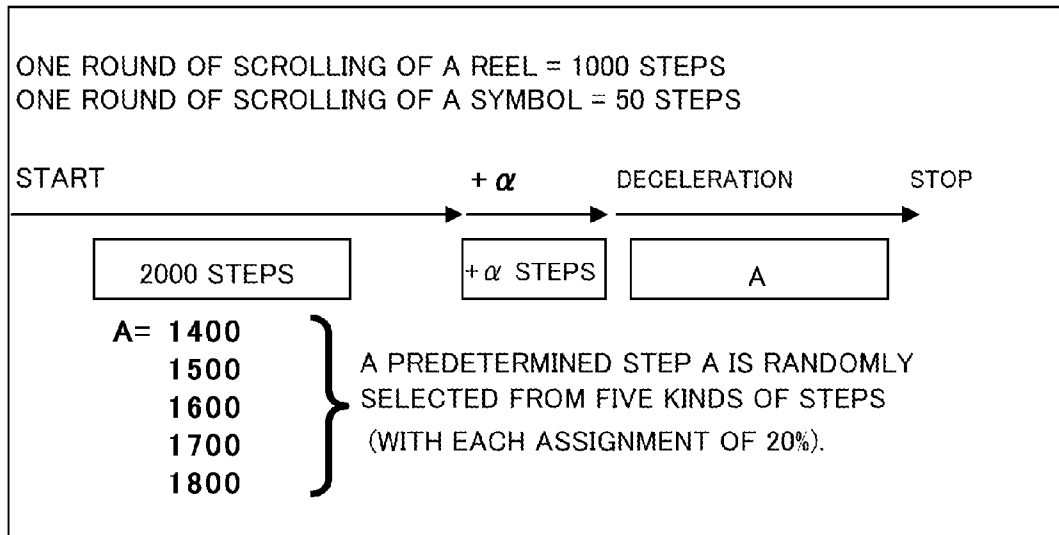 ONE ROUND OF SCROLLING OF A REEL = 1000 STEPS
ONE ROUND OF SCROLLING OF A SYMBOL = 50 STEPS
START + α DECELERATION STOP
2000 STEPS +α STEPS A
A= 1400
1500
1600
1700
1800
A PREDETERMINED STEP A IS RANDOMLY
SELECTED FROM FIVE KINDS OF STEPS
(WITH EACH ASSIGNMENT OF 20%).